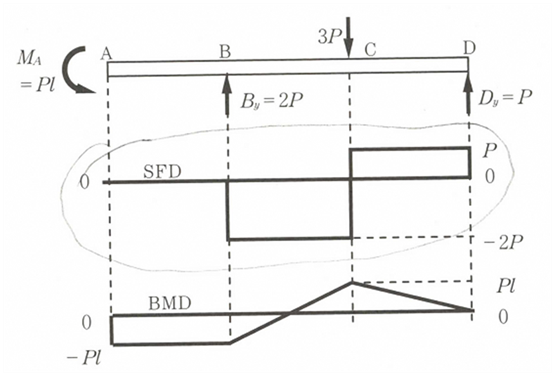 3P
A B C D
M_A
= Pl
B_y = 2P
D_y = P
P
0 SFD 0
-2P
Pl
0 BMD 0
-Pl